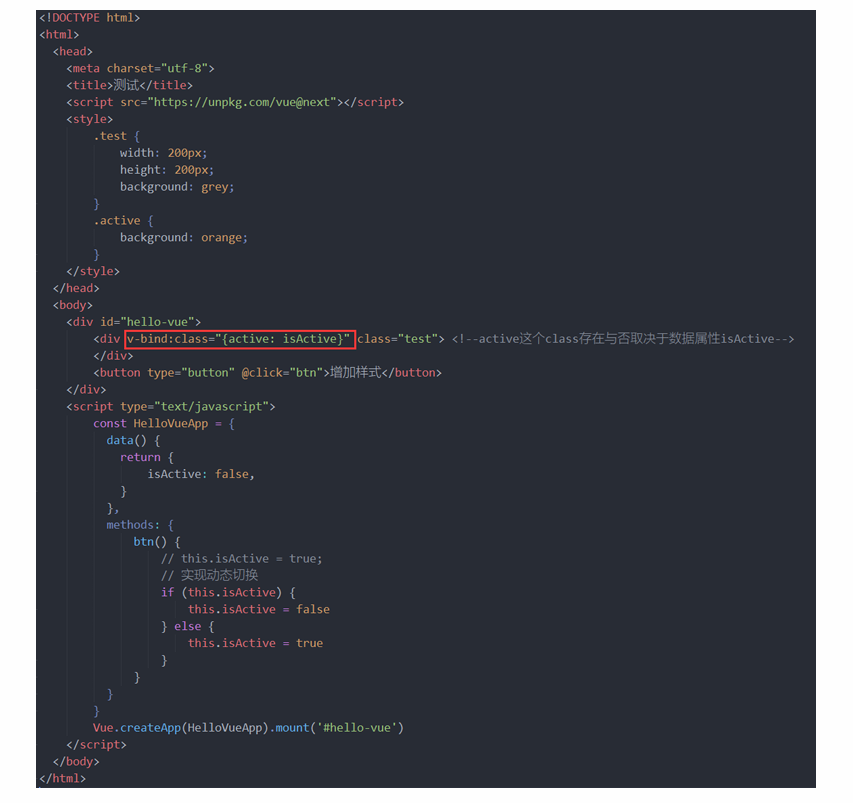 <!DOCTYPE html>
<html>
  <head>
    <meta charset="utf-8">
    <title>测试</title>
    <script src="https://unpkg.com/vue@next"></script>
    <style>
        .test {
            width: 200px;
            height: 200px;
            background: grey;
        }
        .active {
            background: orange;
        }
    </style>
  </head>
  <body>
    <div id="hello-vue">
        <div v-bind:class="{active: isActive}" class="test"> <!--active这个class存在与否取决于数据属性isActive-->
        </div>
        <button type="button" @click="btn">增加样式</button>
    </div>
    <script type="text/javascript">
        const HelloVueApp = {
          data() {
            return {
                isActive: false,
            }
          },
          methods: {
              btn() {
                  // this.isActive = true;
                  // 实现动态切换
                  if (this.isActive) {
                      this.isActive = false
                  } else {
                      this.isActive = true
                  }
              }
          }
        }
        Vue.createApp(HelloVueApp).mount('#hello-vue')
    </script>
  </body>
</html>